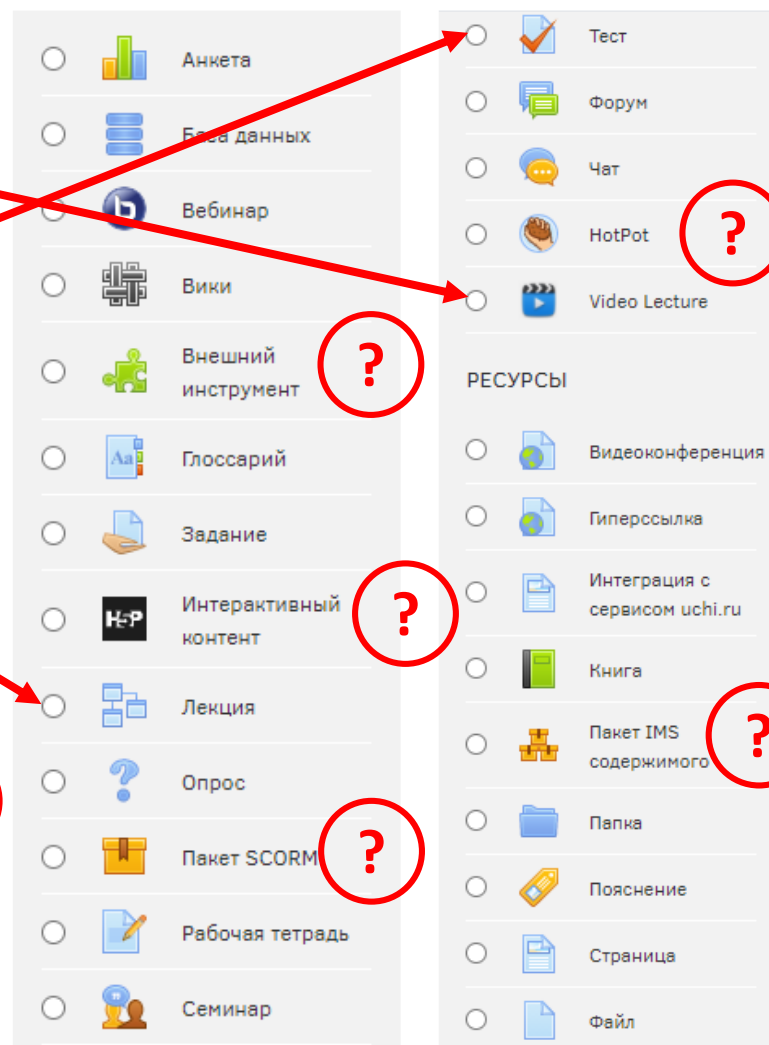 Анкета
База данных
Вебинар
Вики
Внешний
инструмент
?
Глоссарий
Задание
H5P
Интерактивный
контент
?
Лекция
Опрос
Пакет SCORM
?
Рабочая тетрадь
Семинар
Тест
Форум
Чат
HotPot
?
Video Lecture
РЕСУРСЫ
Видеоконференция
Гиперссылка
Интеграция с
сервисом uchi.ru
Книга
Пакет IMS
содержимого
?
Папка
Пояснение
Страница
Файл